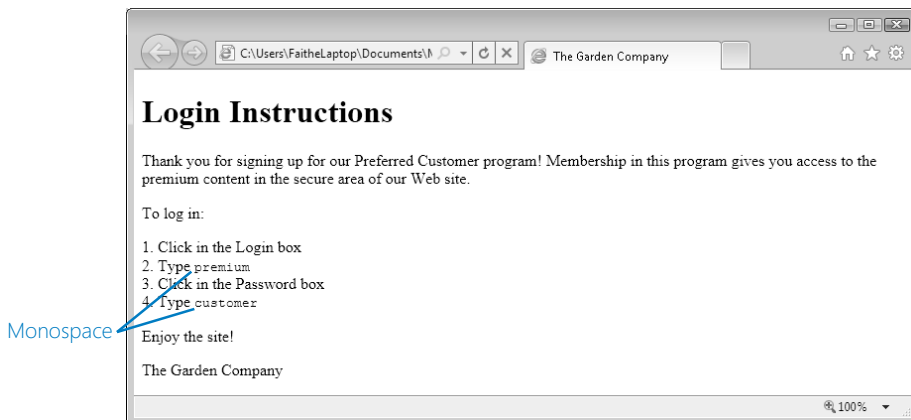 C:\Users\FaitheLaptop\Documents\
The Garden Company
Login Instructions
Thank you for signing up for our Preferred Customer program! Membership in this program gives you access to the
premium content in the secure area of our Web site.
To log in:
1. Click in the Login box
2. Type premium
3. Click in the Password box
4. Type customer
Monospace
Enjoy the site!
The Garden Company
100%